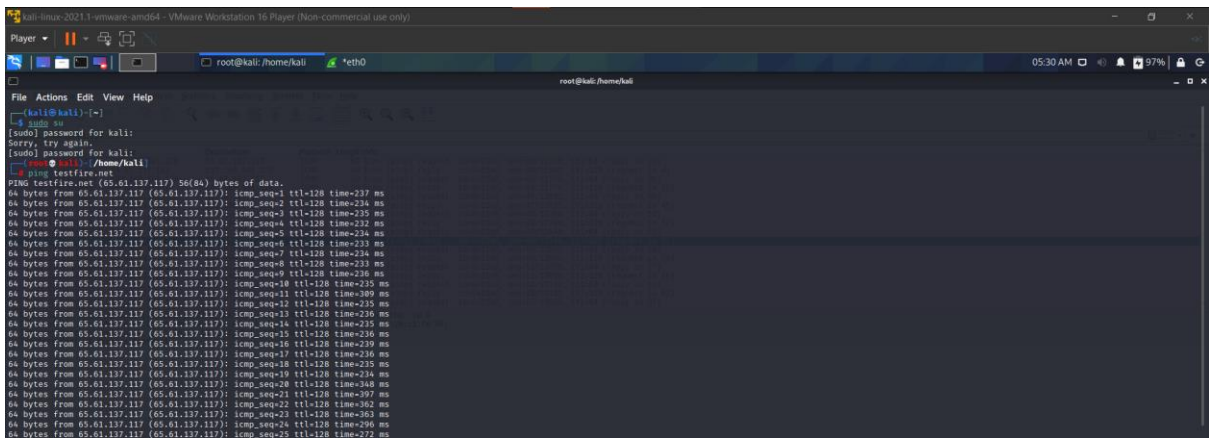 kali-linux-2021.1-vmware-amd64 - VMware Workstation 16 Player (Non-commercial use only)
Player
root@kali: /home/kali
*eth0
05:30 AM
97%
root@kali: /home/kali
File Actions Edit View Help
(kali㉿kali)-[~]
$ sudo su
[sudo] password for kali:
Sorry, try again.
[sudo] password for kali:
(root💀kali)-[/home/kali]
# ping testfire.net
PING testfire.net (65.61.137.117) 56(84) bytes of data.
64 bytes from 65.61.137.117 (65.61.137.117): icmp_seq=1 ttl=128 time=237 ms
64 bytes from 65.61.137.117 (65.61.137.117): icmp_seq=2 ttl=128 time=234 ms
64 bytes from 65.61.137.117 (65.61.137.117): icmp_seq=3 ttl=128 time=235 ms
64 bytes from 65.61.137.117 (65.61.137.117): icmp_seq=4 ttl=128 time=232 ms
64 bytes from 65.61.137.117 (65.61.137.117): icmp_seq=5 ttl=128 time=234 ms
64 bytes from 65.61.137.117 (65.61.137.117): icmp_seq=6 ttl=128 time=233 ms
64 bytes from 65.61.137.117 (65.61.137.117): icmp_seq=7 ttl=128 time=234 ms
64 bytes from 65.61.137.117 (65.61.137.117): icmp_seq=8 ttl=128 time=233 ms
64 bytes from 65.61.137.117 (65.61.137.117): icmp_seq=9 ttl=128 time=236 ms
64 bytes from 65.61.137.117 (65.61.137.117): icmp_seq=10 ttl=128 time=235 ms
64 bytes from 65.61.137.117 (65.61.137.117): icmp_seq=11 ttl=128 time=309 ms
64 bytes from 65.61.137.117 (65.61.137.117): icmp_seq=12 ttl=128 time=235 ms
64 bytes from 65.61.137.117 (65.61.137.117): icmp_seq=13 ttl=128 time=236 ms
64 bytes from 65.61.137.117 (65.61.137.117): icmp_seq=14 ttl=128 time=235 ms
64 bytes from 65.61.137.117 (65.61.137.117): icmp_seq=15 ttl=128 time=236 ms
64 bytes from 65.61.137.117 (65.61.137.117): icmp_seq=16 ttl=128 time=239 ms
64 bytes from 65.61.137.117 (65.61.137.117): icmp_seq=17 ttl=128 time=236 ms
64 bytes from 65.61.137.117 (65.61.137.117): icmp_seq=18 ttl=128 time=235 ms
64 bytes from 65.61.137.117 (65.61.137.117): icmp_seq=19 ttl=128 time=234 ms
64 bytes from 65.61.137.117 (65.61.137.117): icmp_seq=20 ttl=128 time=348 ms
64 bytes from 65.61.137.117 (65.61.137.117): icmp_seq=21 ttl=128 time=397 ms
64 bytes from 65.61.137.117 (65.61.137.117): icmp_seq=22 ttl=128 time=362 ms
64 bytes from 65.61.137.117 (65.61.137.117): icmp_seq=23 ttl=128 time=363 ms
64 bytes from 65.61.137.117 (65.61.137.117): icmp_seq=24 ttl=128 time=296 ms
64 bytes from 65.61.137.117 (65.61.137.117): icmp_seq=25 ttl=128 time=272 ms